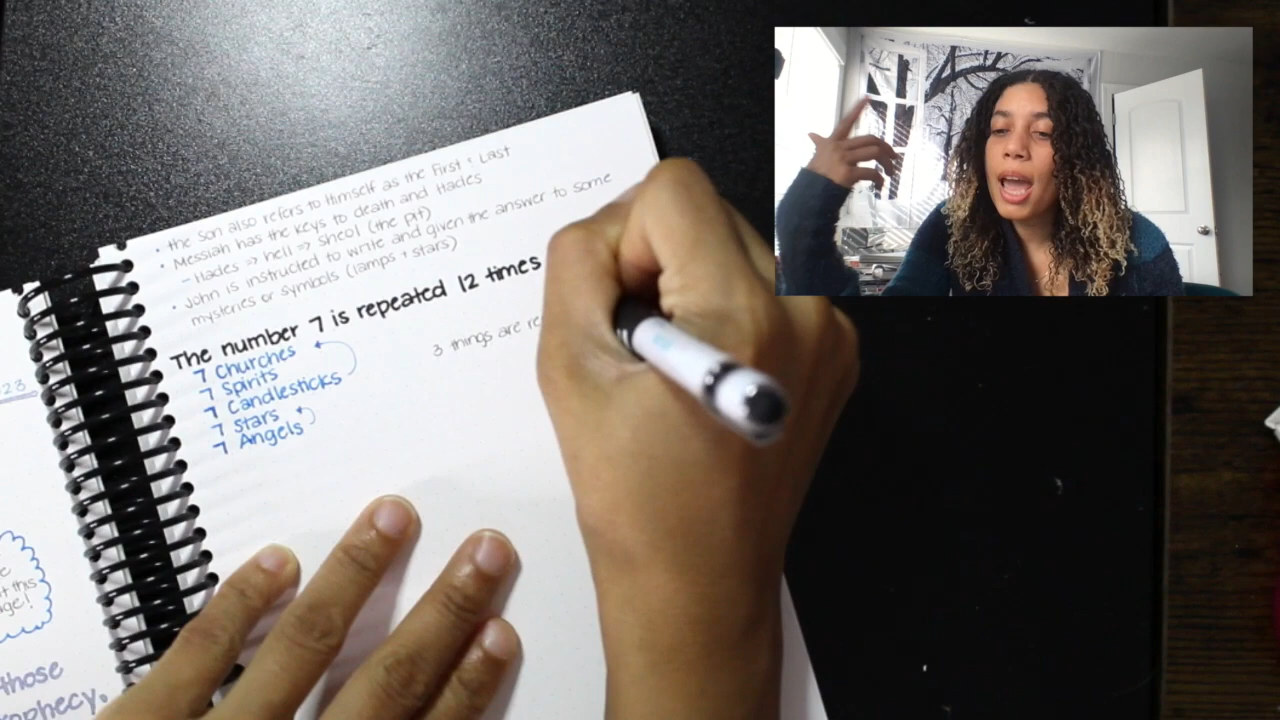 • the son also refers to Himself as the First + Last
• Messiah has the keys to death and Hades
- Hades => hell => sheol (the pit)
• John is instructed to write and given the answer to some
mysteries or symbols (lamps + stars)
The number 7 is repeated 12 times
7 Churches
7 Spirits
7 Candlesticks
7 Stars
7 Angels
3 things are
23
this
those